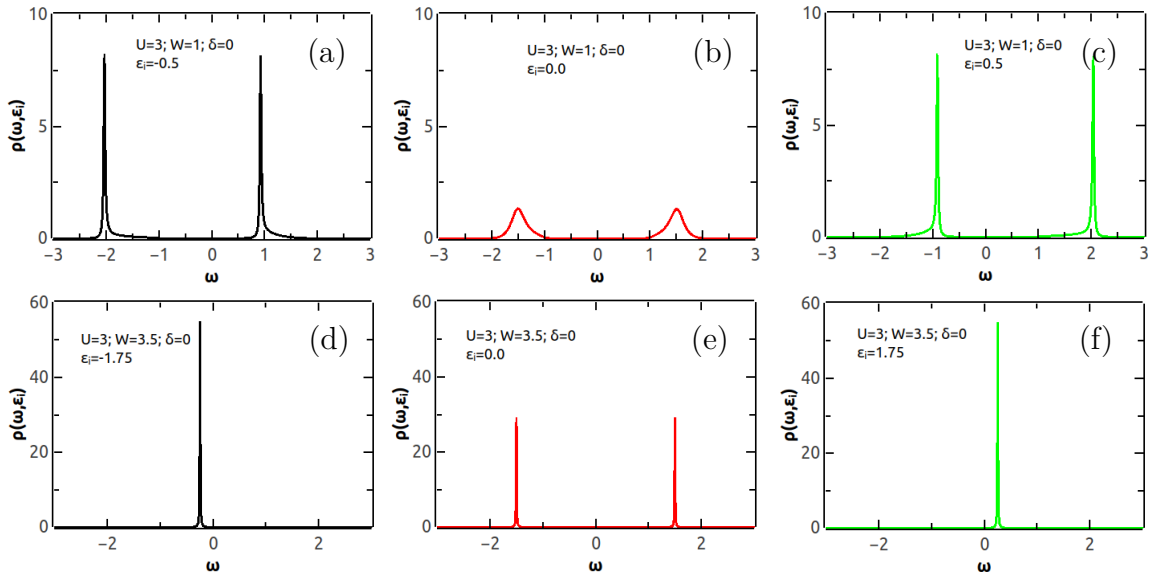 10
5
0
ρ(ω,εᵢ)
U=3; W=1; δ=0
εᵢ=-0.5
(a)
−3 −2 −1 0 1 2 3
ω
10
5
0
ρ(ω,εᵢ)
U=3; W=1; δ=0
εᵢ=0.0
(b)
−3 −2 −1 0 1 2 3
ω
10
5
0
ρ(ω,εᵢ)
U=3; W=1; δ=0
εᵢ=0.5
(c)
−3 −2 −1 0 1 2 3
ω
60
40
20
0
ρ(ω,εᵢ)
U=3; W=3.5; δ=0
εᵢ=-1.75
(d)
−2 0 2
ω
60
40
20
0
ρ(ω,εᵢ)
U=3; W=3.5; δ=0
εᵢ=0.0
(e)
−2 0 2
ω
60
40
20
0
ρ(ω,εᵢ)
U=3; W=3.5; δ=0
εᵢ=1.75
(f)
−2 0 2
ω